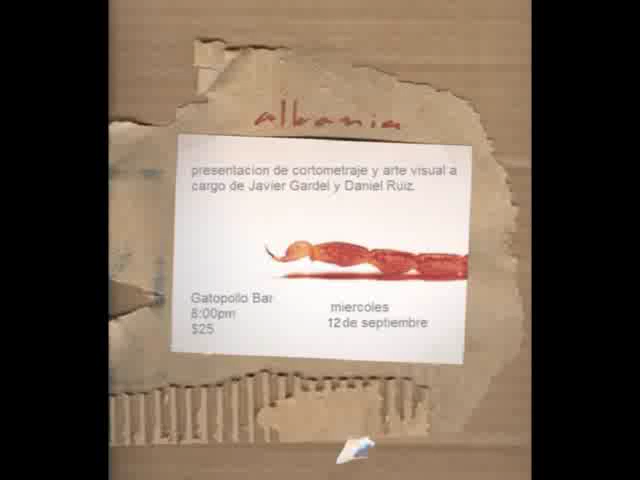 albania
presentacion de cortometraje y arte visual a
cargo de Javier Gardel y Daniel Ruiz.
Gatopollo Bar
8:00pm
$25
miercoles
12 de septiembre